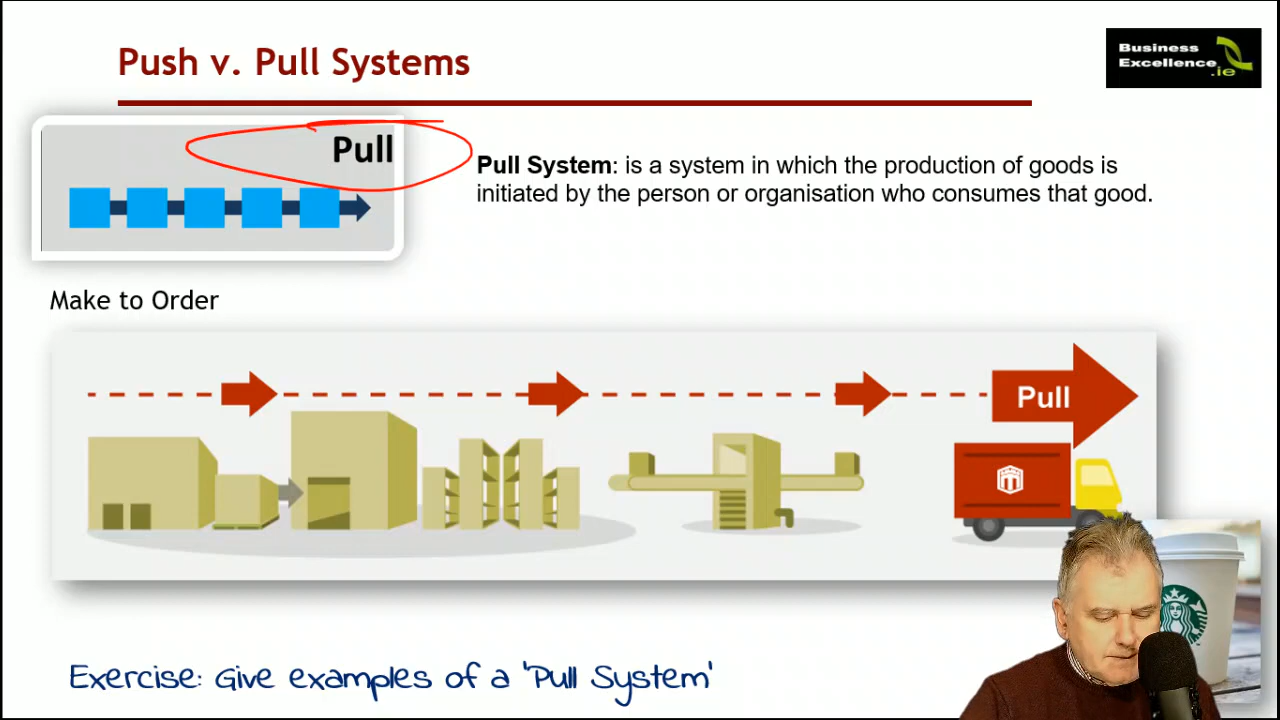 Push v. Pull Systems
Business
Excellence
.ie
Pull
Pull System: is a system in which the production of goods is
initiated by the person or organisation who consumes that good.
Make to Order
Pull
Exercise: Give examples of a 'Pull System'